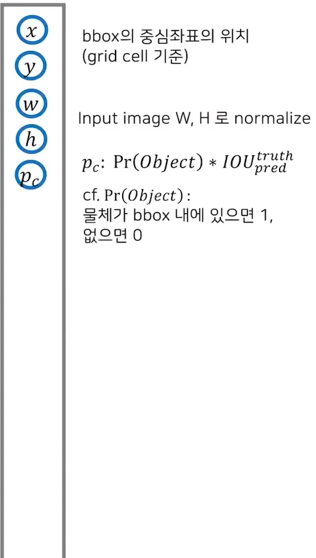 x
bbox의 중심좌표의 위치
y
(grid cell 기준)
w
Input image W, H 로 normalize
h
p_c
p_c: Pr(Object) * IOU^{truth}_{pred}
cf. Pr(Object) :
물체가 bbox 내에 있으면 1,
없으면 0